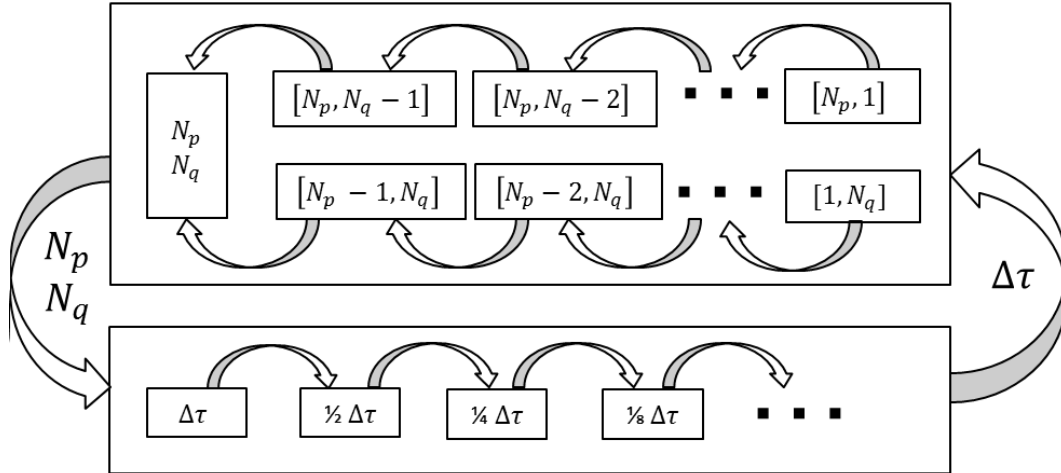 [N_p, N_q − 1] [N_p, N_q − 2] ▪ ▪ ▪ [N_p, 1]
N_p
N_q
[N_p − 1, N_q] [N_p − 2, N_q] ▪ ▪ ▪ [1, N_q]
N_p
N_q
Δτ
Δτ ½ Δτ ¼ Δτ ⅛ Δτ ▪ ▪ ▪